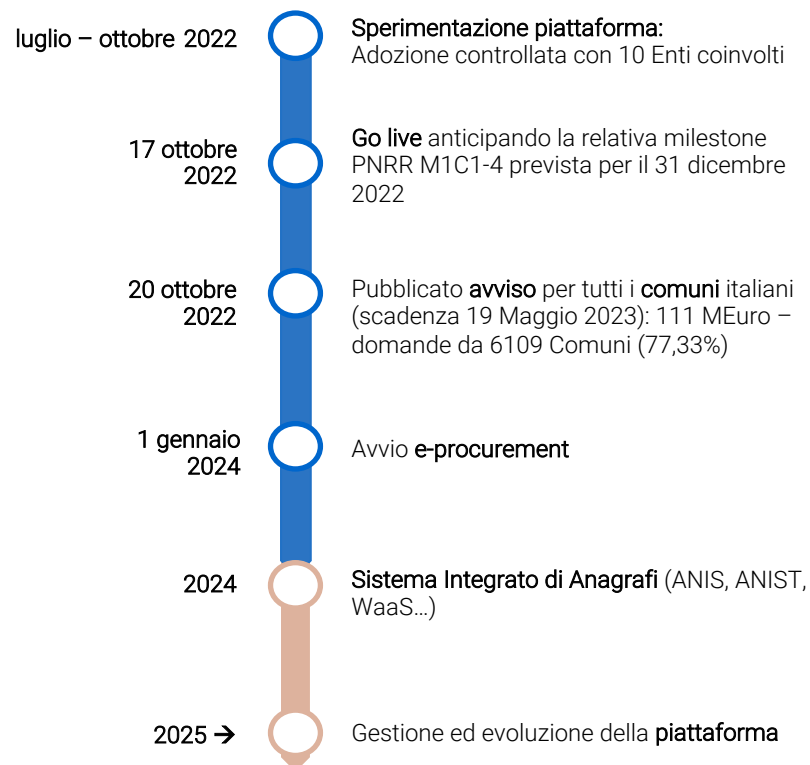 luglio – ottobre 2022
Sperimentazione piattaforma:
Adozione controllata con 10 Enti coinvolti
17 ottobre
2022
Go live anticipando la relativa milestone
PNRR M1C1-4 prevista per il 31 dicembre
2022
20 ottobre
2022
Pubblicato avviso per tutti i comuni italiani
(scadenza 19 Maggio 2023): 111 MEuro –
domande da 6109 Comuni (77,33%)
1 gennaio
2024
Avvio e-procurement
2024
Sistema Integrato di Anagrafi (ANIS, ANIST,
WaaS…)
2025 →
Gestione ed evoluzione della piattaforma